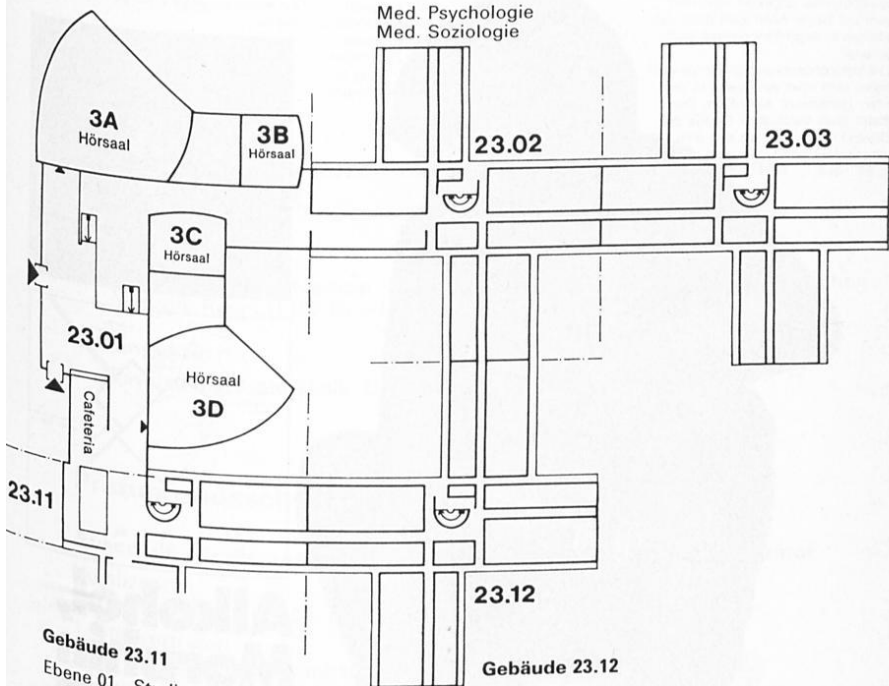 Med. Psychologie
Med. Soziologie
3A
Hörsaal
3B
Hörsaal
23.02
23.03
3C
Hörsaal
23.01
Hörsaal
3D
Cafeteria
23.11
23.12
Gebäude 23.11
Gebäude 23.12
Ebene 01